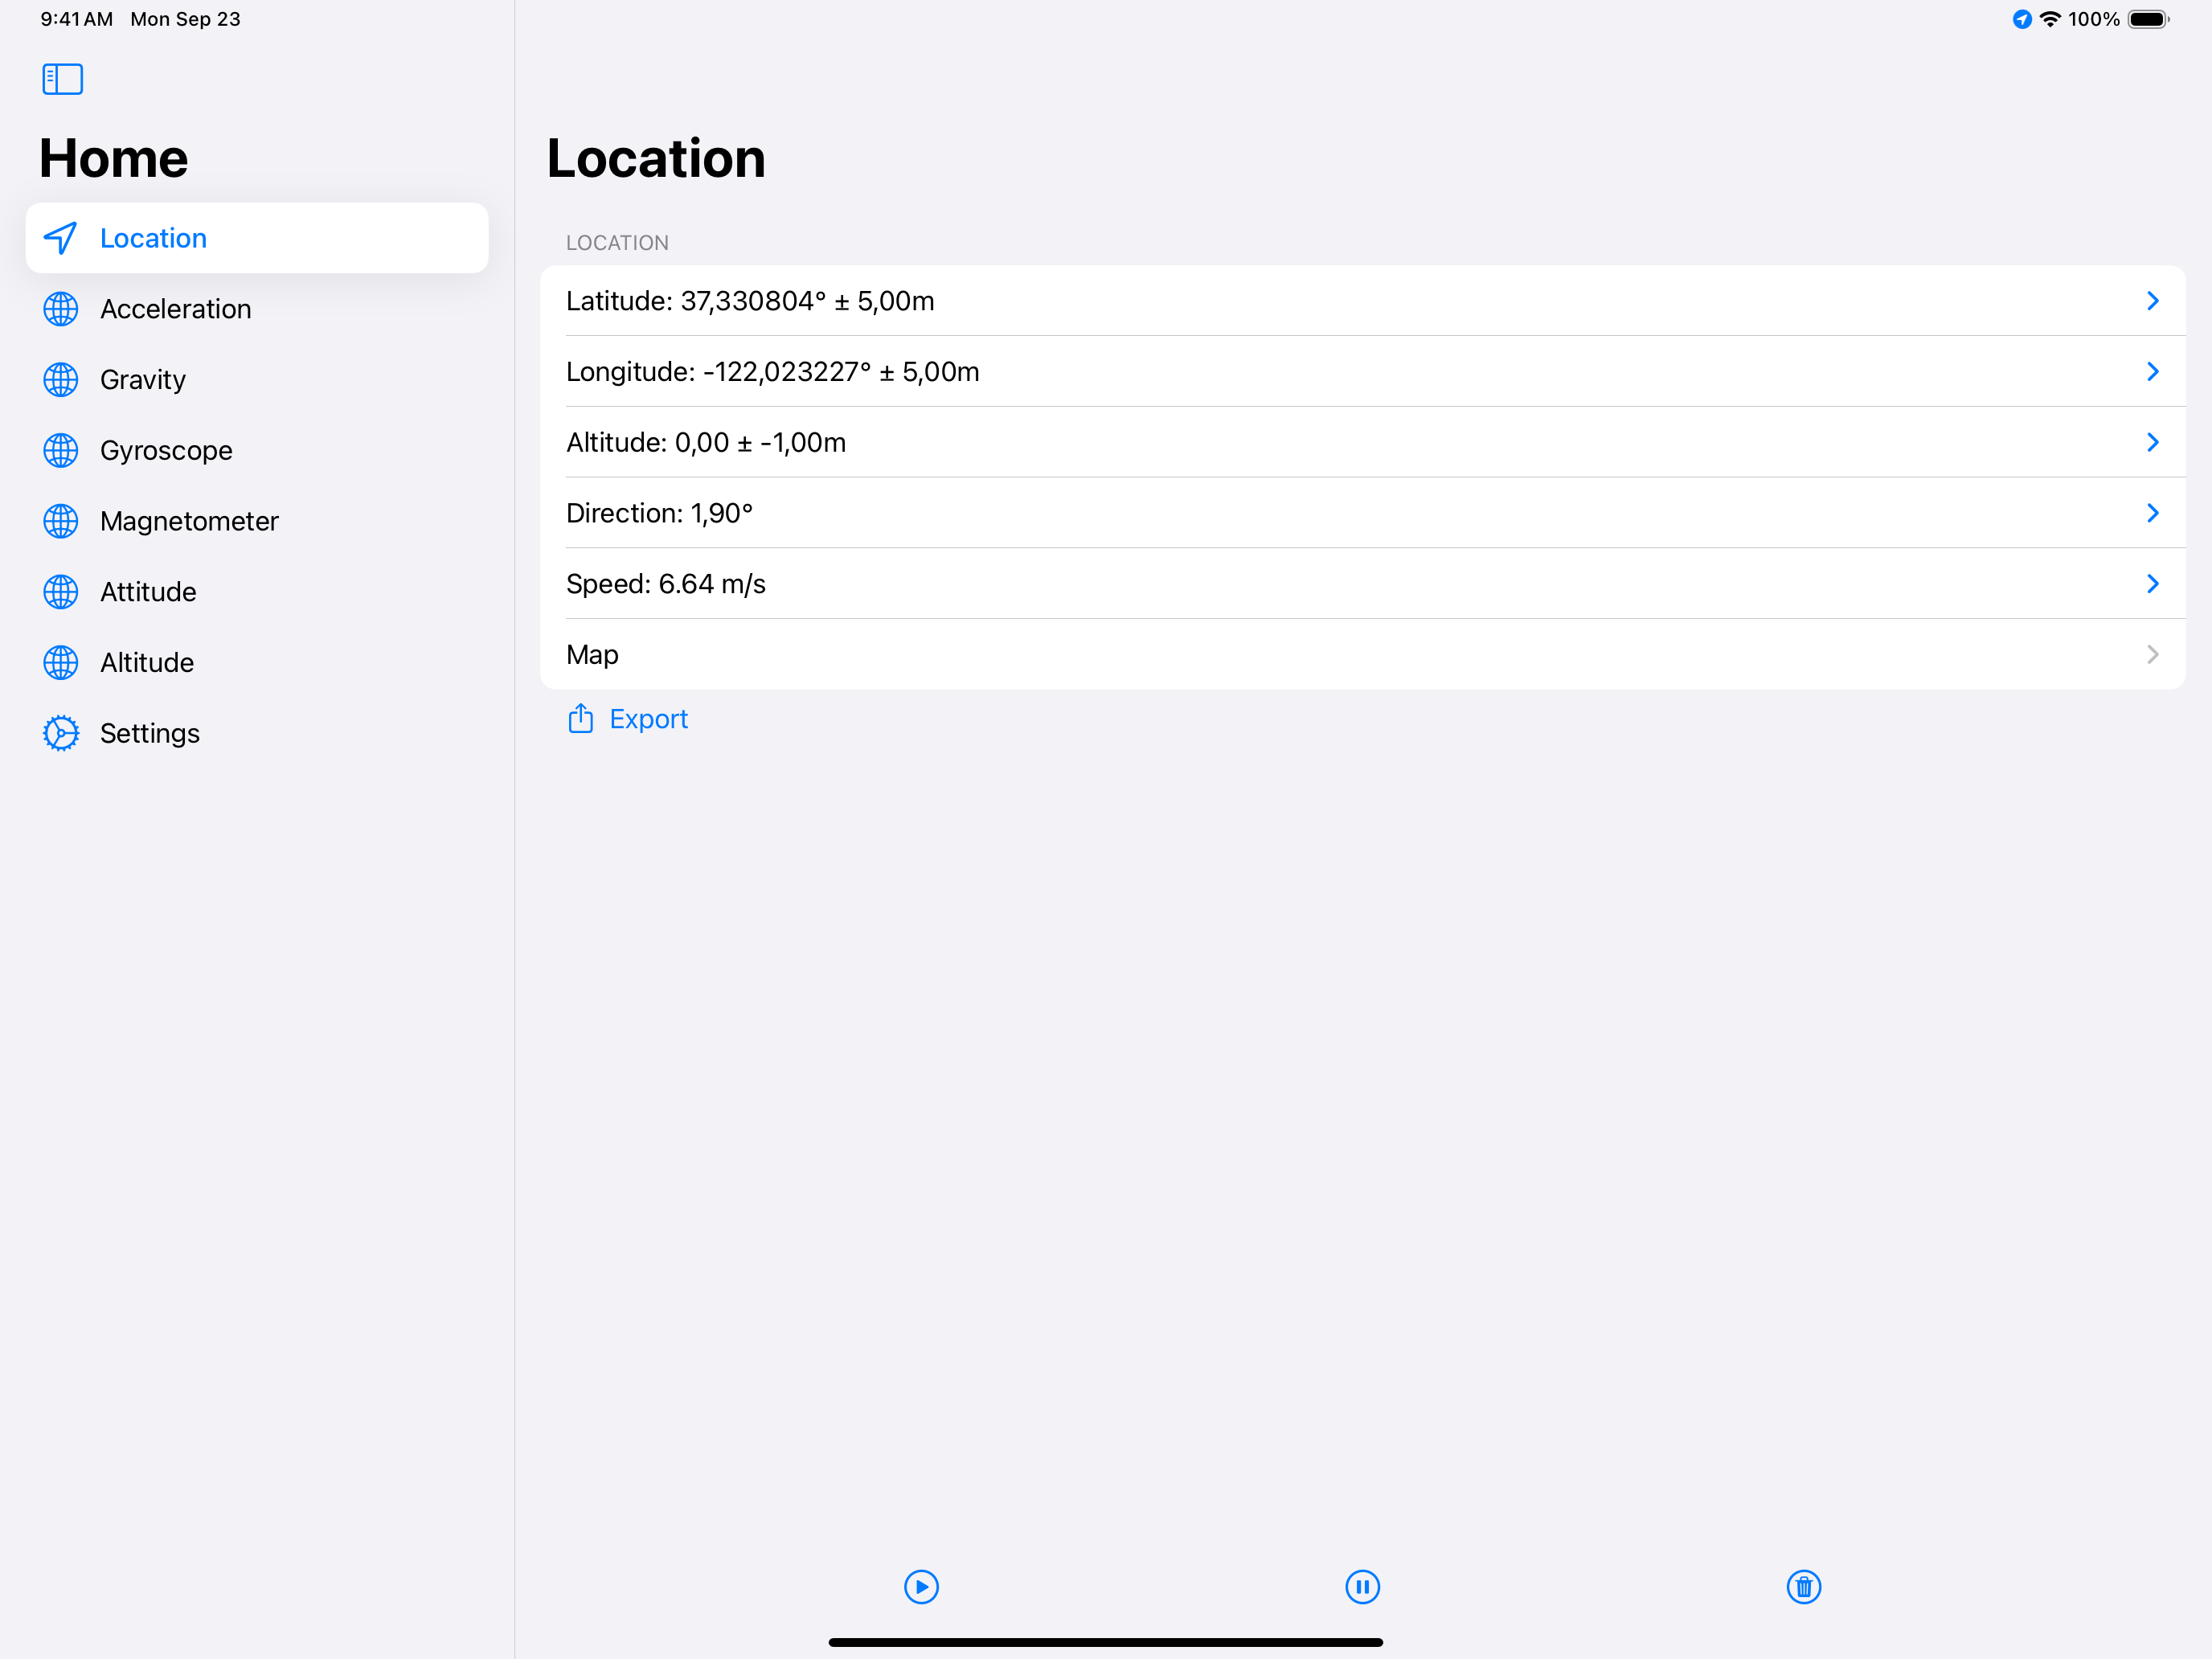 9:41 AM Mon Sep 23
100%
Home
Location
Acceleration
Gravity
Gyroscope
Magnetometer
Attitude
Altitude
Settings
Location
LOCATION
Latitude: 37,330804° ± 5,00m
Longitude: -122,023227° ± 5,00m
Altitude: 0,00 ± -1,00m
Direction: 1,90°
Speed: 6.64 m/s
Map
Export